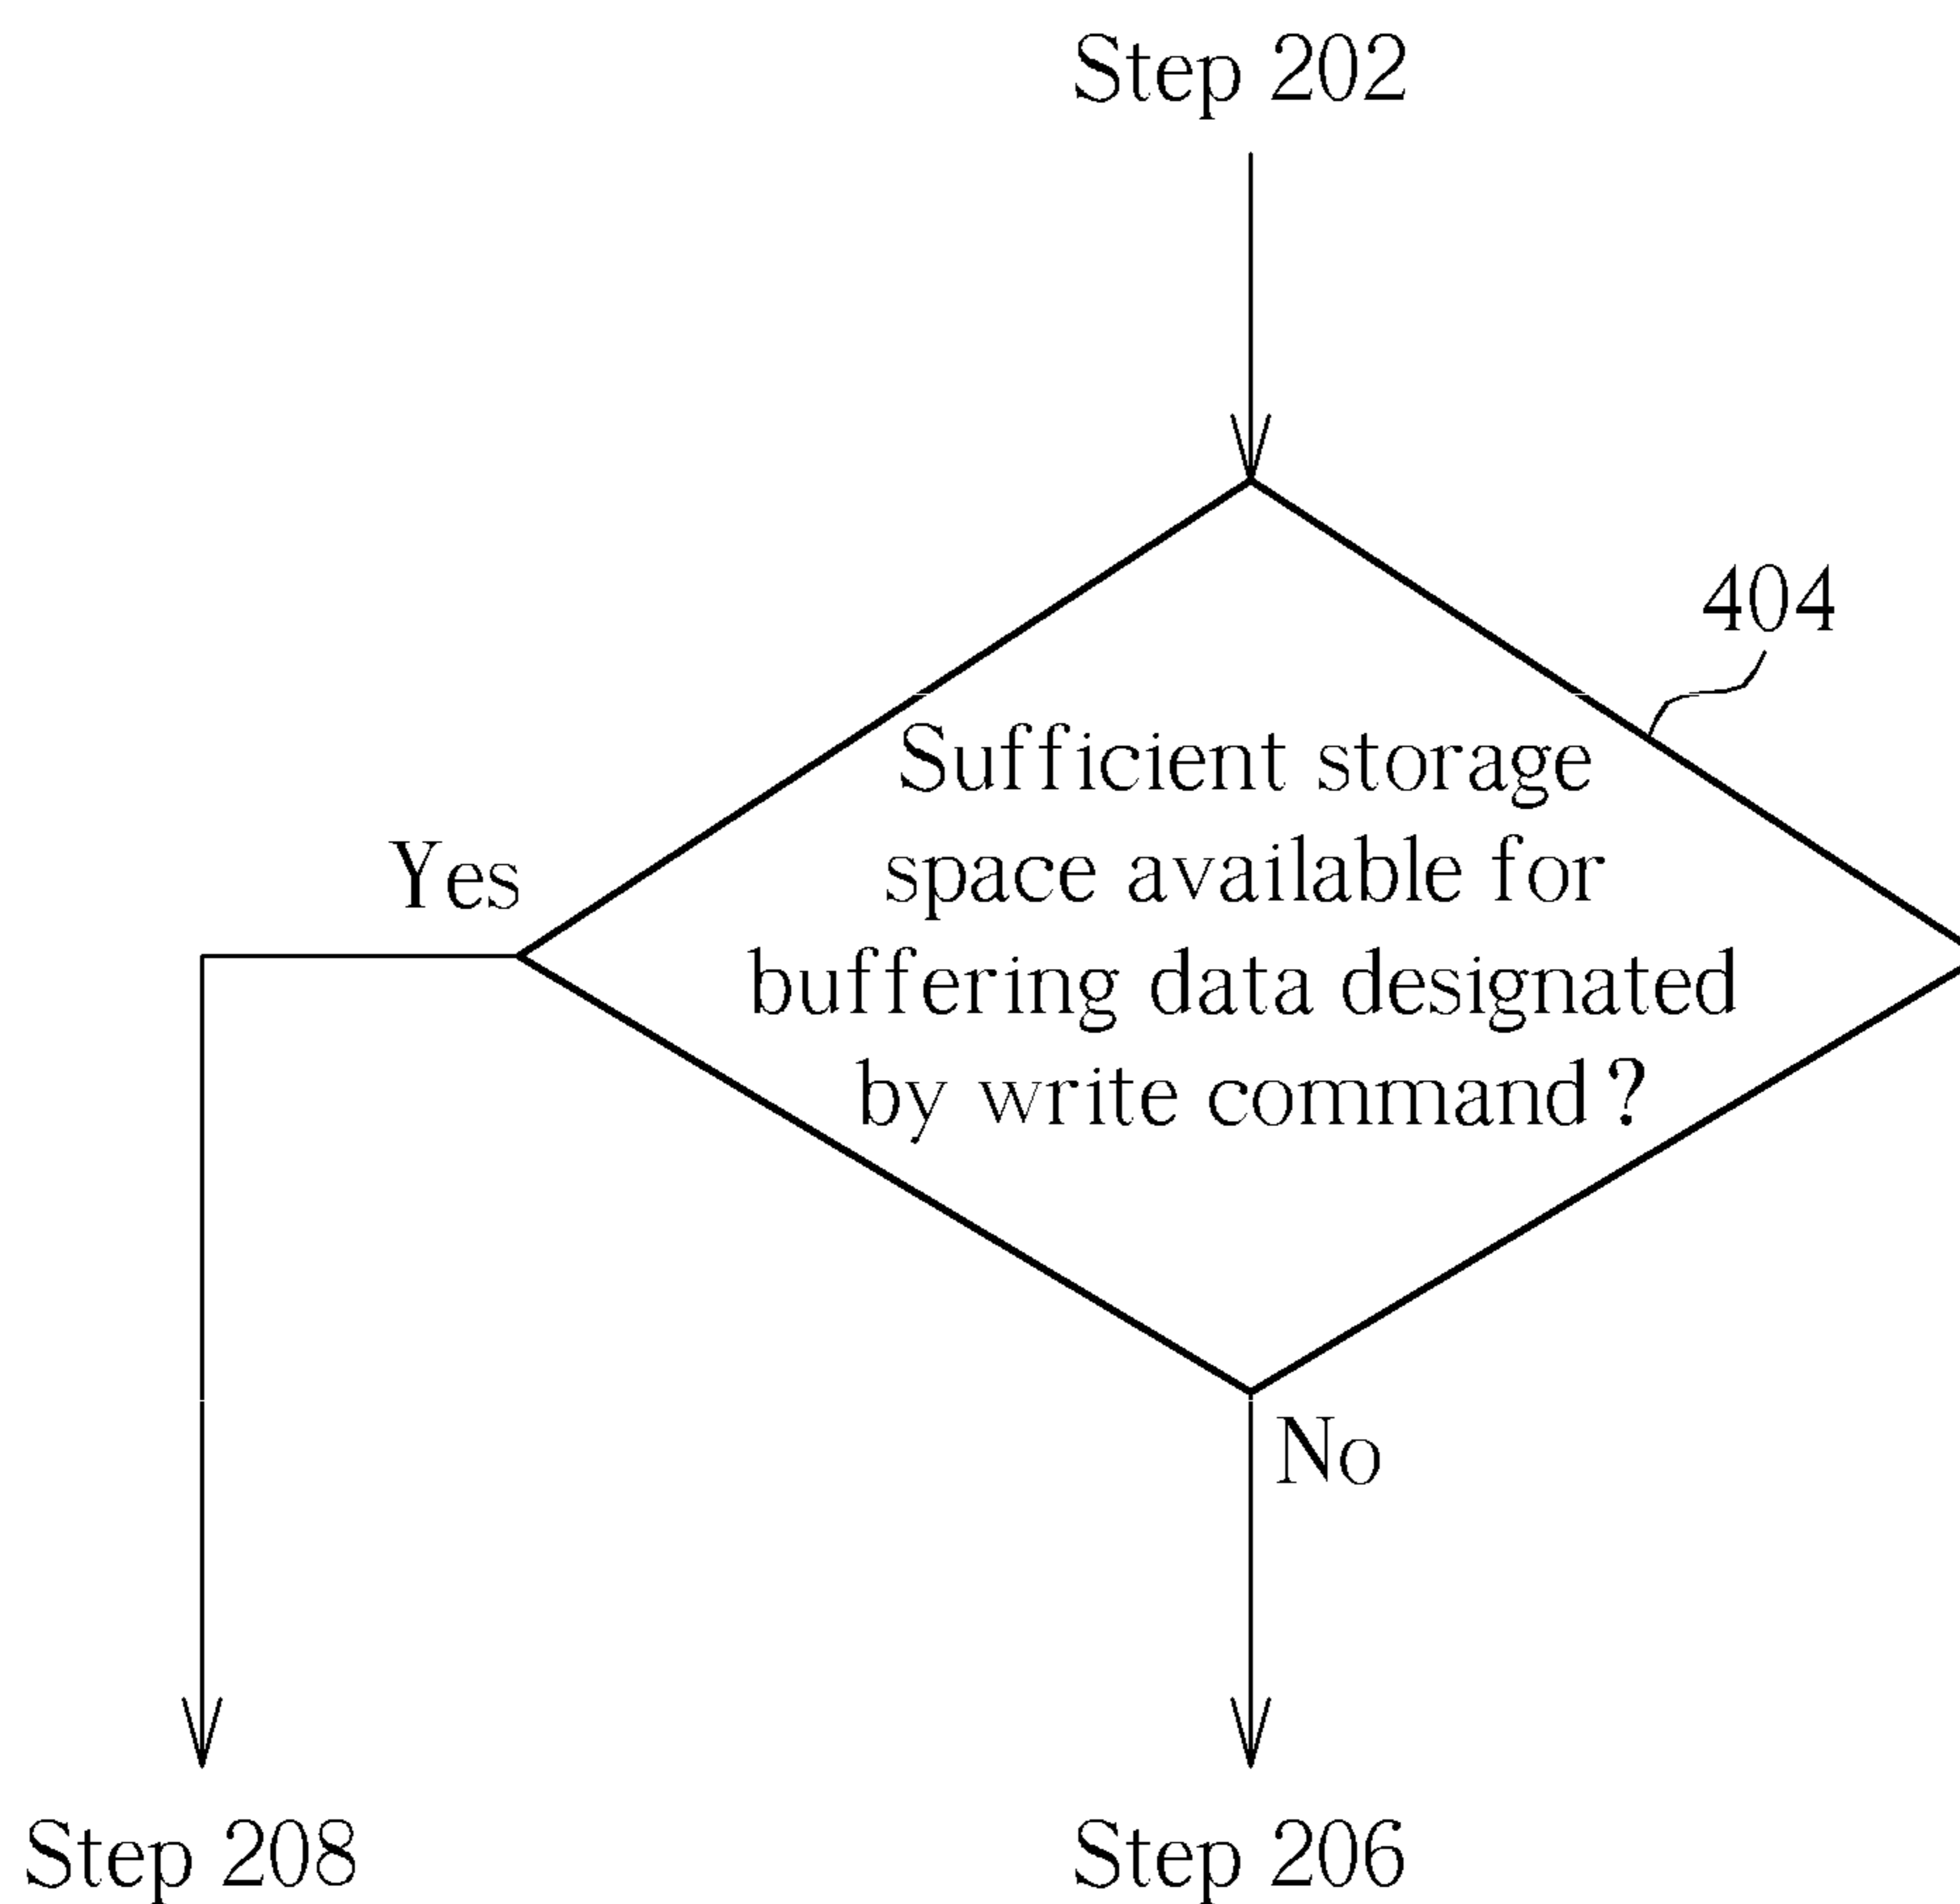 Step 202
404
Sufficient storage
space available for
buffering data designated
by write command?
Yes
No
Step 208
Step 206